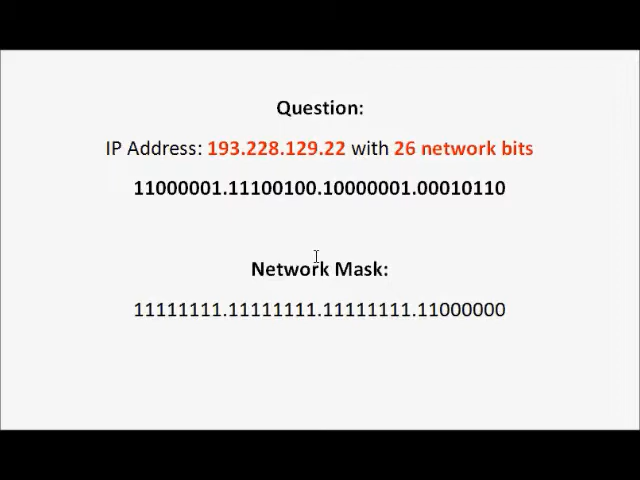 Question:
IP Address: 193.228.129.22 with 26 network bits
11000001.11100100.10000001.00010110
Network Mask:
11111111.11111111.11111111.11000000